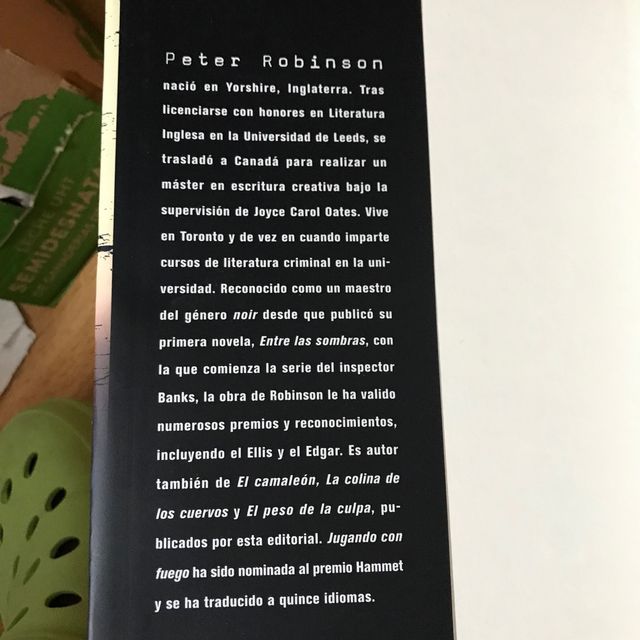 Peter Robinson
nació en Yorshire, Inglaterra. Tras
licenciarse con honores en Literatura
Inglesa en la Universidad de Leeds, se
trasladó a Canadá para realizar un
máster en escritura creativa bajo la
supervisión de Joyce Carol Oates. Vive
en Toronto y de vez en cuando imparte
cursos de literatura criminal en la uni-
versidad. Reconocido como un maestro
del género noir desde que publicó su
primera novela, Entre las sombras, con
la que comienza la serie del inspector
Banks, la obra de Robinson le ha valido
numerosos premios y reconocimientos,
incluyendo el Ellis y el Edgar. Es autor
también de El camaleón, La colina de
los cuervos y El peso de la culpa, pu-
blicados por esta editorial. Jugando con
fuego ha sido nominada al premio Hammet
y se ha traducido a quince idiomas.
SEMIDESNATA